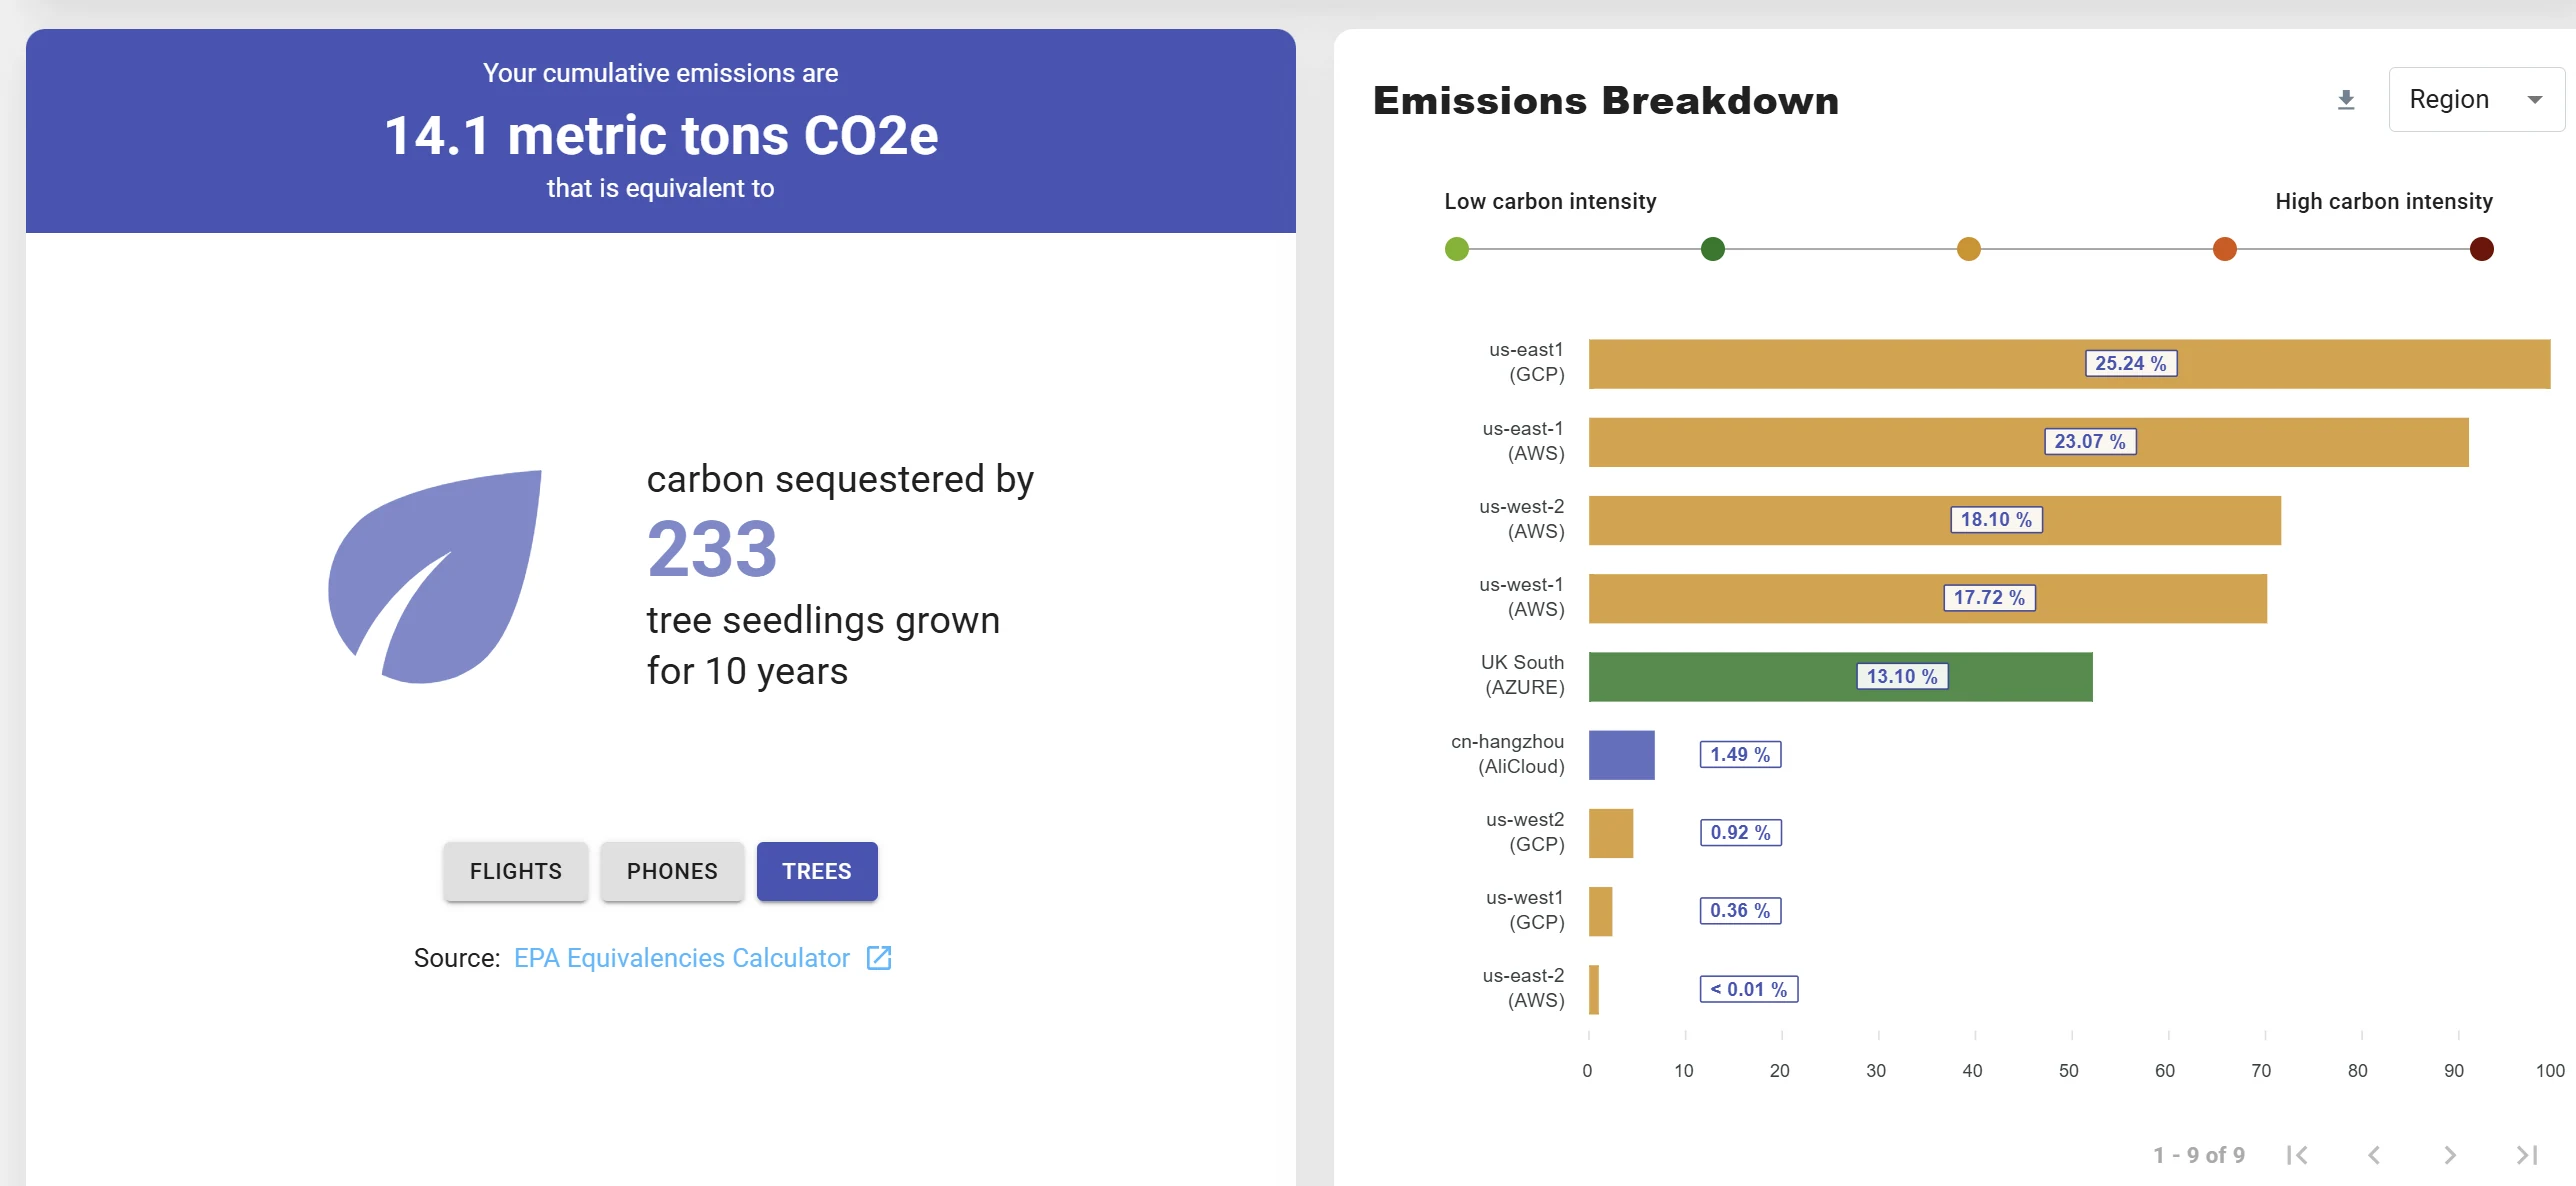 Your cumulative emissions are
14.1 metric tons CO2e
that is equivalent to
carbon sequestered by
233
tree seedlings grown
for 10 years
FLIGHTS
PHONES
TREES
Source: EPA Equivalencies Calculator
Emissions Breakdown
Region
Low carbon intensity
High carbon intensity
us-east1
(GCP)
25.24 %
us-east-1
(AWS)
23.07 %
us-west-2
(AWS)
18.10 %
us-west-1
(AWS)
17.72 %
UK South
(AZURE)
13.10 %
cn-hangzhou
(AliCloud)
1.49 %
us-west2
(GCP)
0.92 %
us-west1
(GCP)
0.36 %
us-east-2
(AWS)
< 0.01 %
0 10 20 30 40 50 60 70 80 90 100
1 - 9 of 9